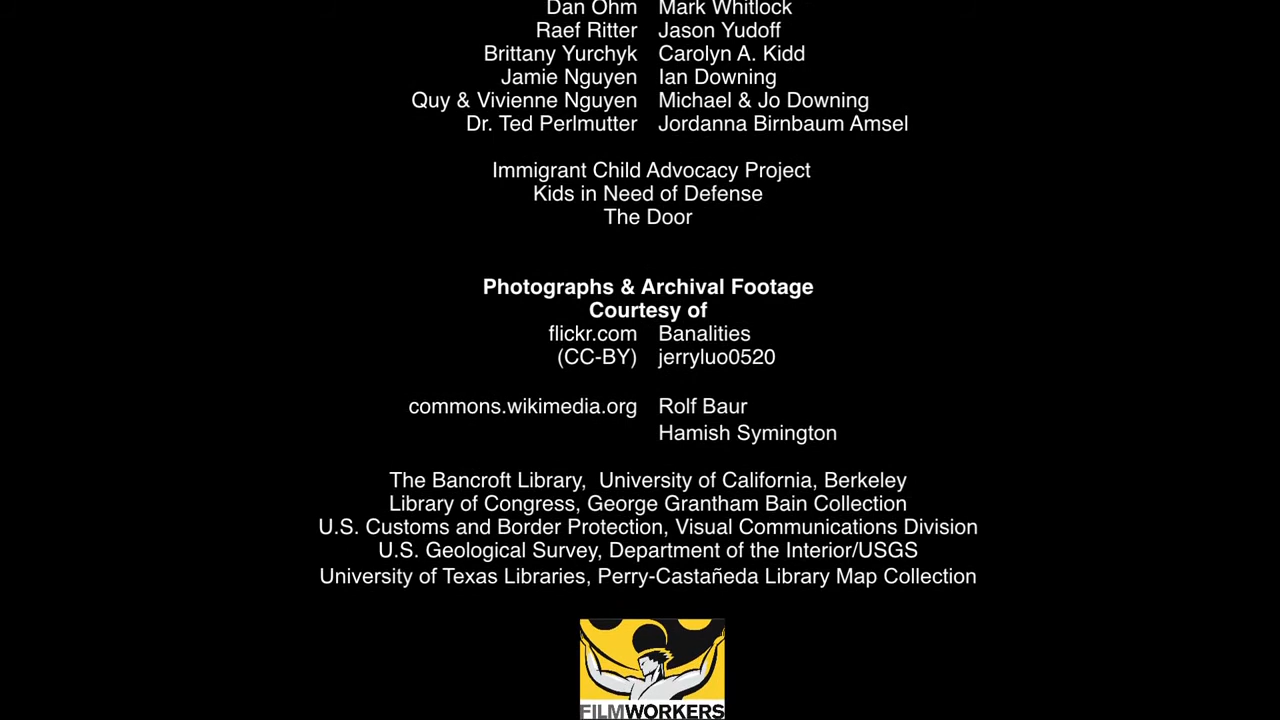 Dan Ohm Mark Whitlock
Raef Ritter Jason Yudoff
Brittany Yurchyk Carolyn A. Kidd
Jamie Nguyen Ian Downing
Quy & Vivienne Nguyen Michael & Jo Downing
Dr. Ted Perlmutter Jordanna Birnbaum Amsel
Immigrant Child Advocacy Project
Kids in Need of Defense
The Door
Photographs & Archival Footage
Courtesy of
flickr.com Banalities
(CC-BY) jerryluo0520
commons.wikimedia.org Rolf Baur
Hamish Symington
The Bancroft Library, University of California, Berkeley
Library of Congress, George Grantham Bain Collection
U.S. Customs and Border Protection, Visual Communications Division
U.S. Geological Survey, Department of the Interior/USGS
University of Texas Libraries, Perry-Castañeda Library Map Collection
FILMWORKERS